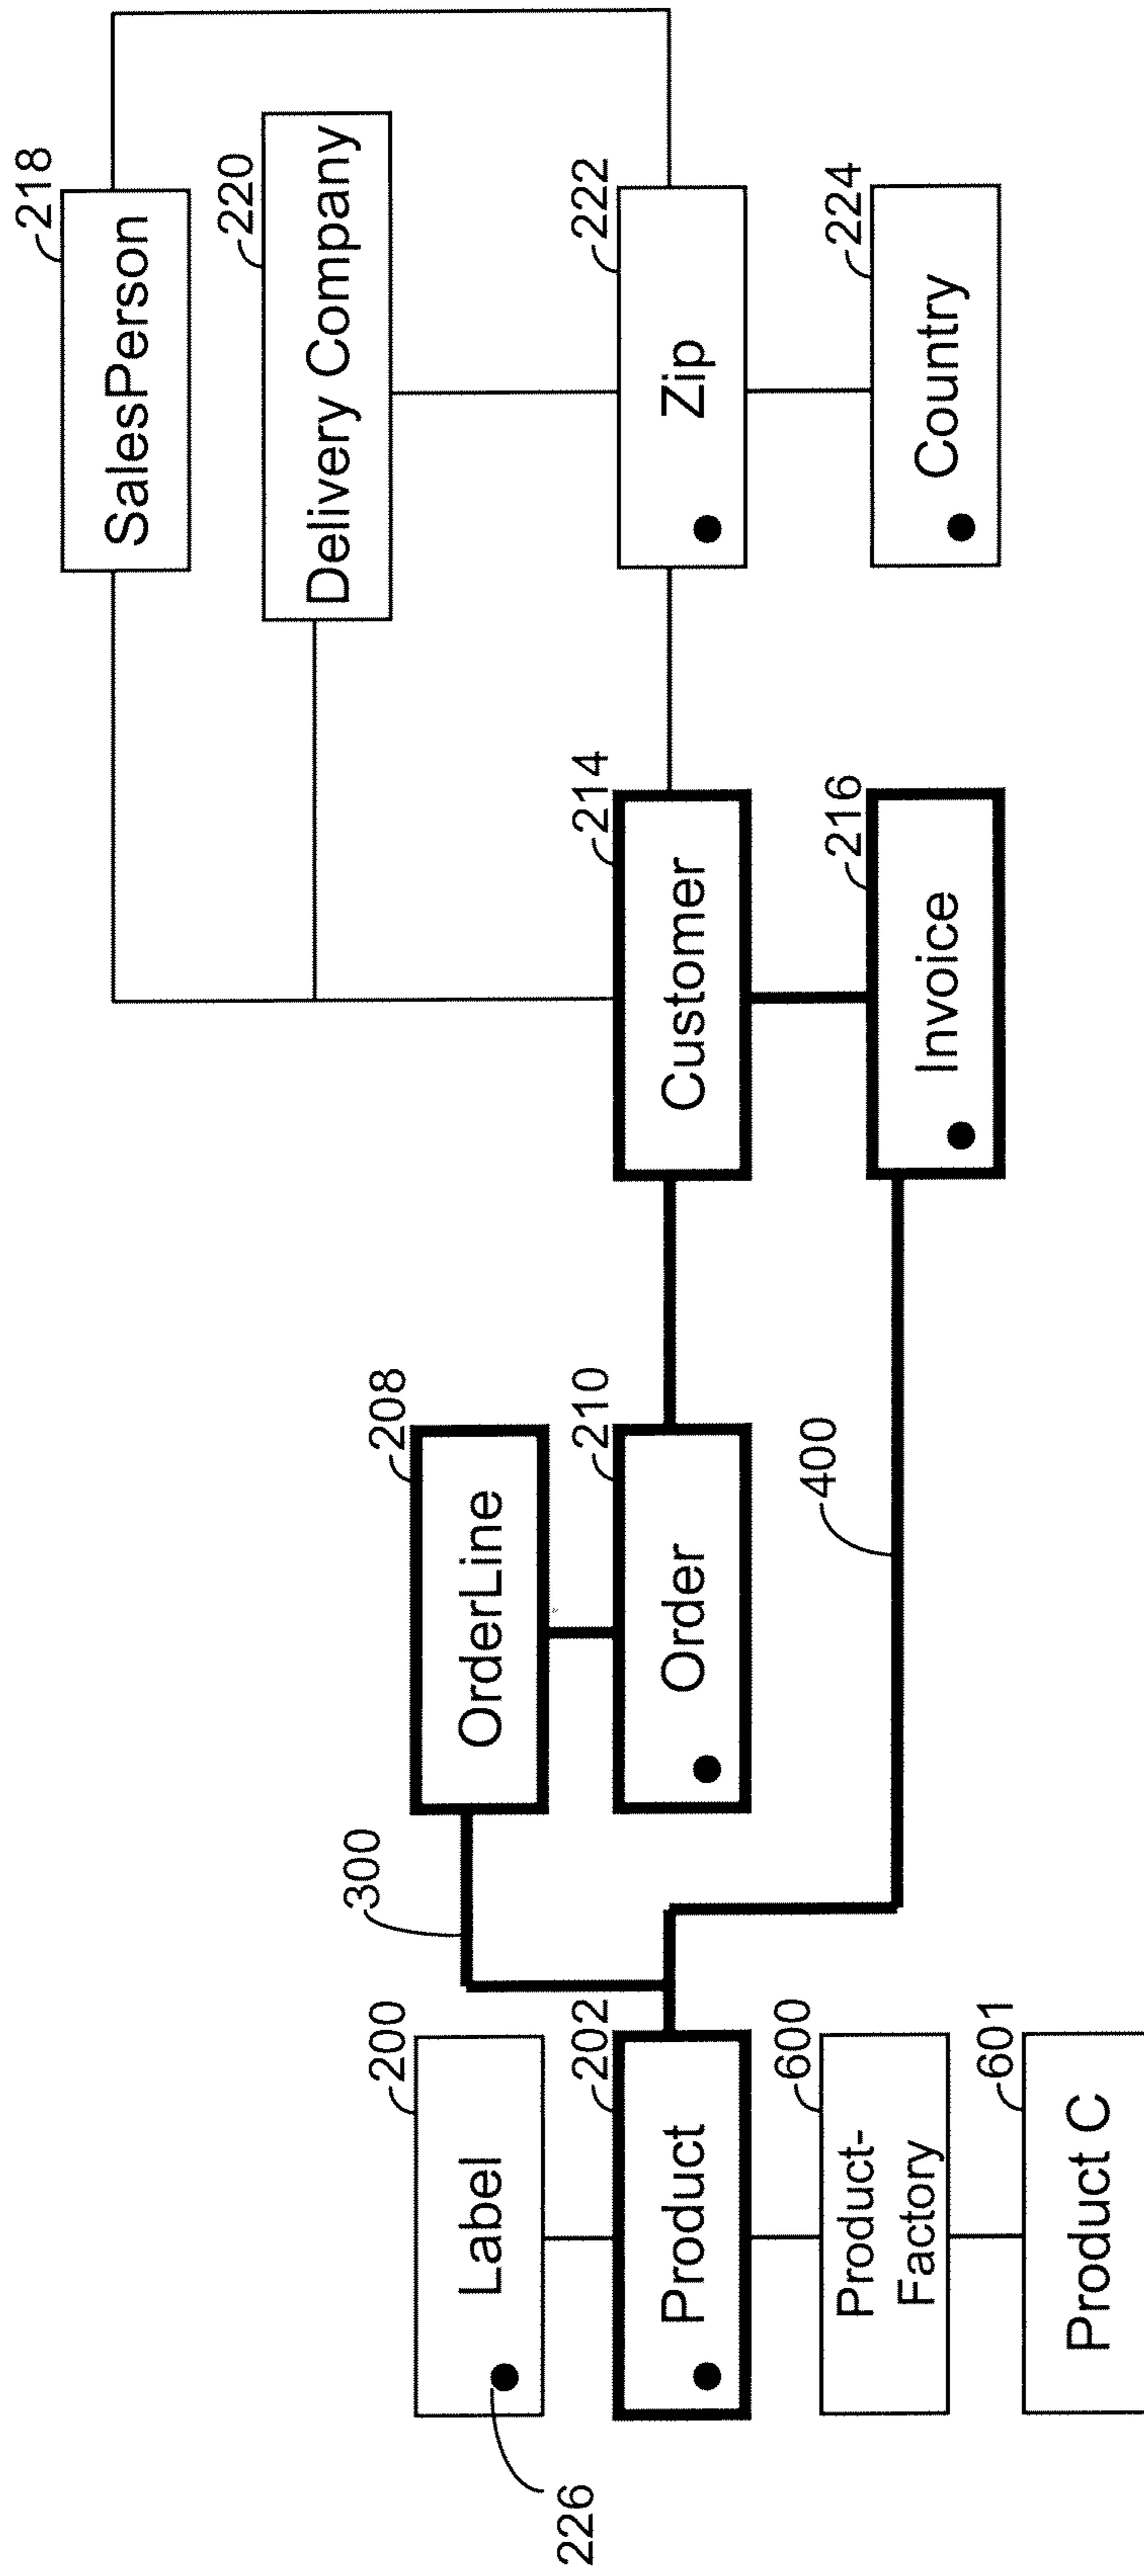 218
SalesPerson
220
Delivery Company
222
Zip
224
Country
214
Customer
216
Invoice
208
OrderLine
210
Order
400
300
200
Label
226
202
Product
600
Product-
Factory
601
Product C